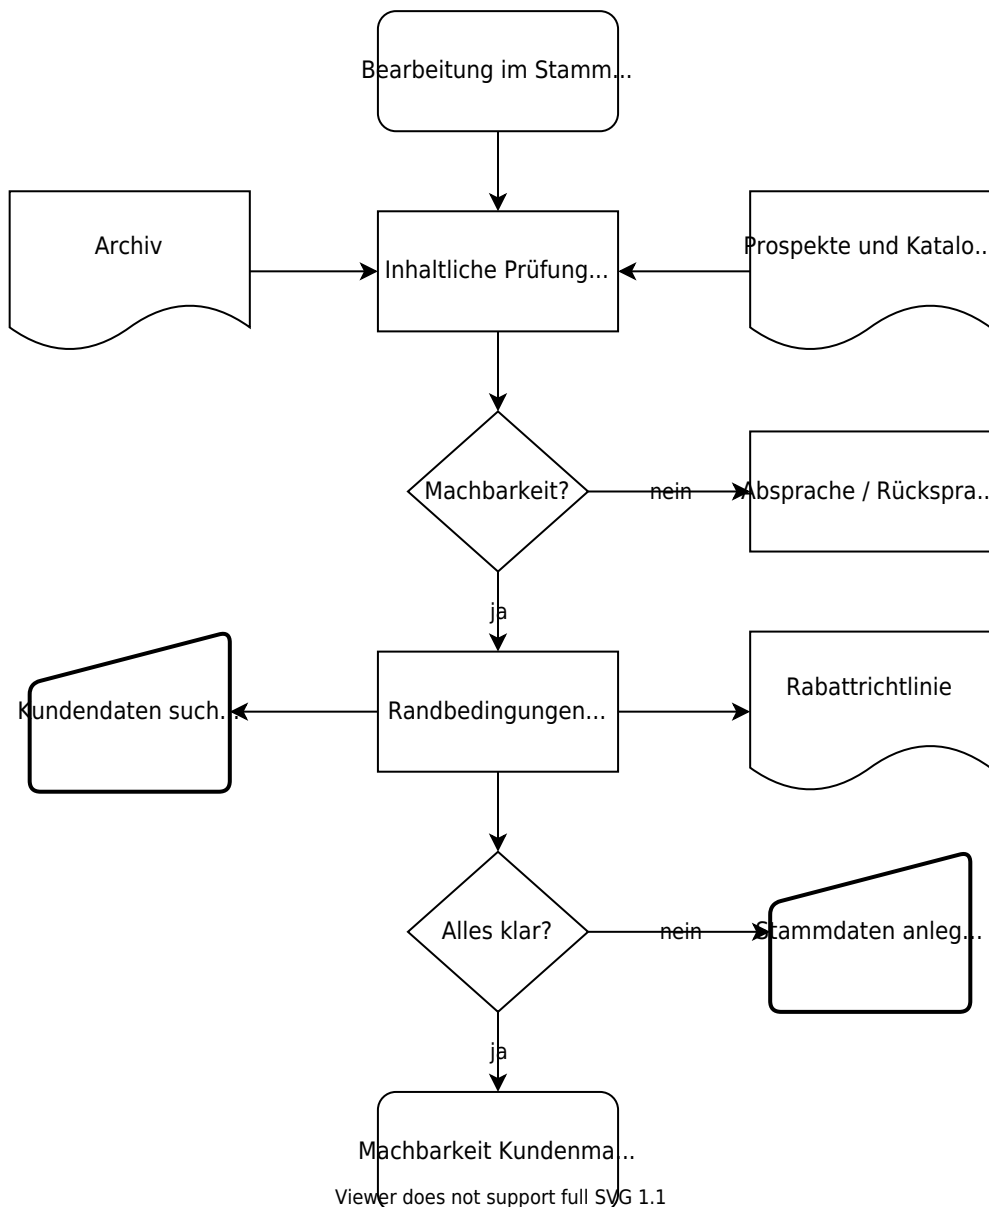 Bearbeitung im Stamm...
Archiv
Inhaltliche Prüfung...
Prospekte und Katalo...
Machbarkeit?
nein
Absprache / Rückspra...
ja
Kundendaten such...
Randbedingungen...
Rabattrichtlinie
Alles klar?
nein
Stammdaten anleg...
ja
Machbarkeit Kundenma...
Viewer does not support full SVG 1.1